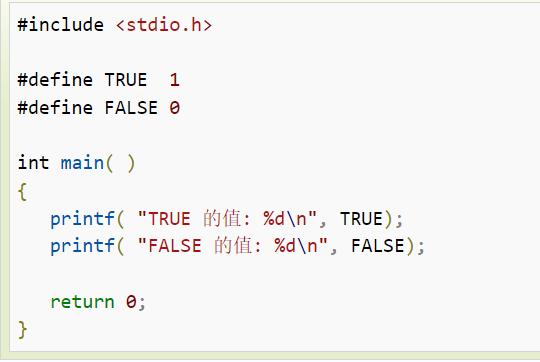 #include <stdio.h>
#define TRUE  1
#define FALSE 0
int main( )
{
   printf( "TRUE 的值: %d\n", TRUE);
   printf( "FALSE 的值: %d\n", FALSE);
   return 0;
}